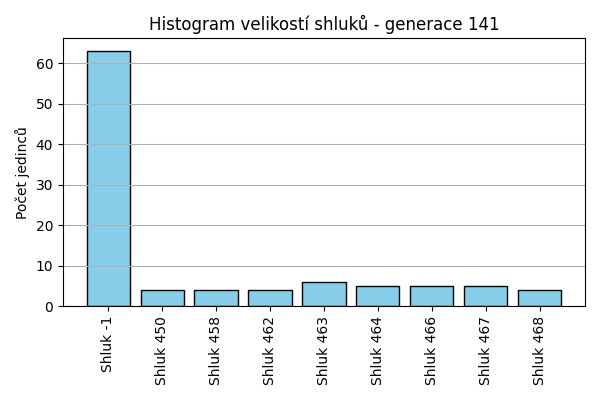 Histogram velikostí shluků - generace 141
Počet jedinců
60
50
40
30
20
10
0
Shluk -1
Shluk 450
Shluk 458
Shluk 462
Shluk 463
Shluk 464
Shluk 466
Shluk 467
Shluk 468